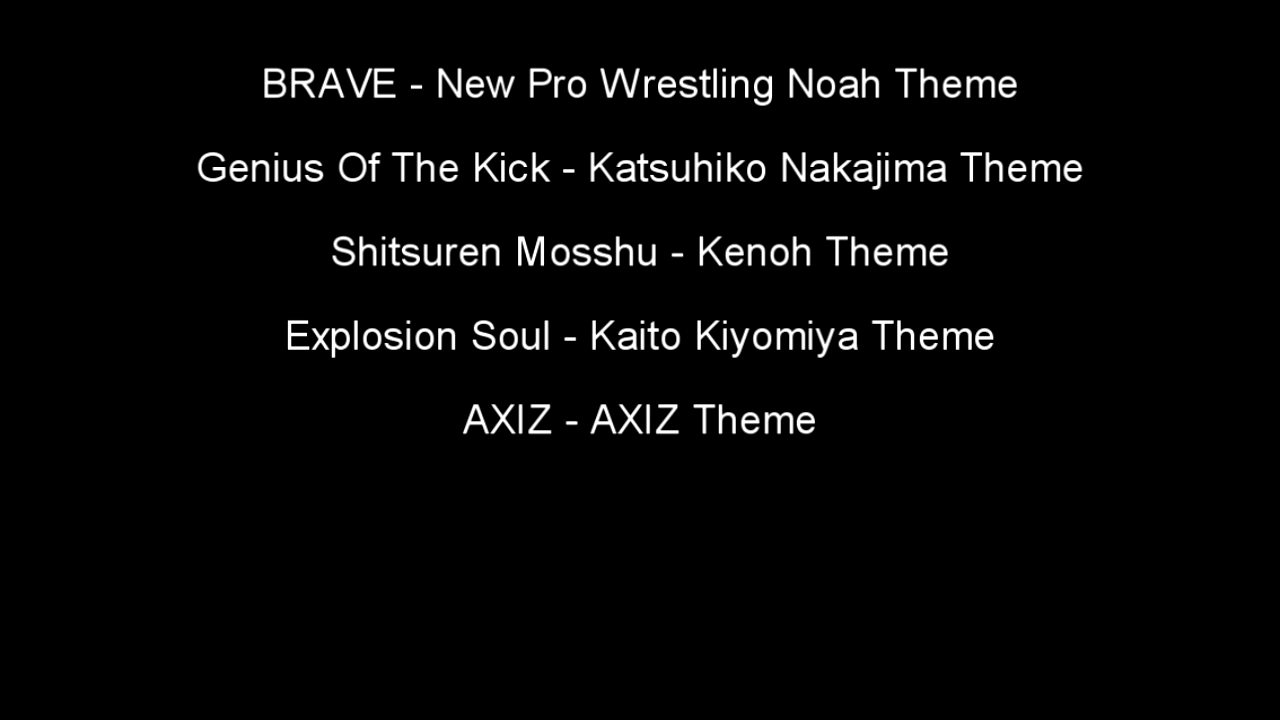 BRAVE - New Pro Wrestling Noah Theme
Genius Of The Kick - Katsuhiko Nakajima Theme
Shitsuren Mosshu - Kenoh Theme
Explosion Soul - Kaito Kiyomiya Theme
AXIZ - AXIZ Theme